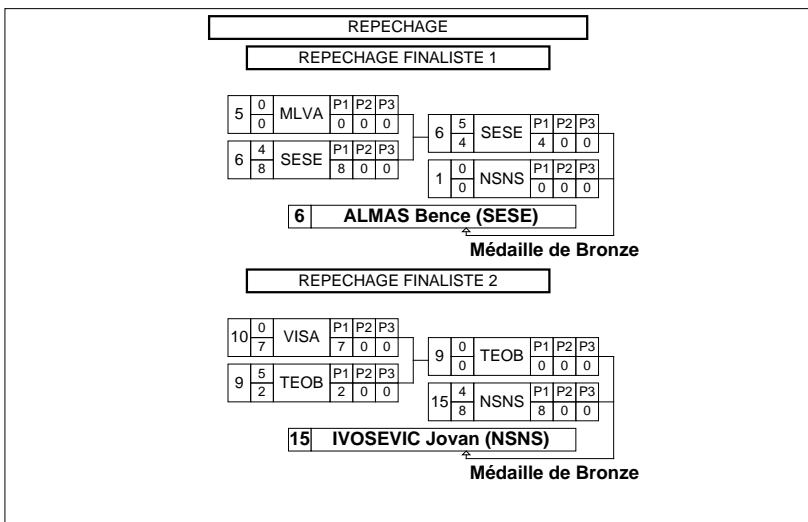 REPECHAGE
REPECHAGE FINALISTE 1
5 0 MLVA P1 P2 P3
0 0 0 0
6 4 SESE P1 P2 P3
8 8 0 0
6 5 SESE P1 P2 P3
4 4 0 0
1 0 NSNS P1 P2 P3
0 0 0 0
6 ALMAS Bence (SESE)
Médaille de Bronze
REPECHAGE FINALISTE 2
10 0 VISA P1 P2 P3
7 7 0 0
9 5 TEOB P1 P2 P3
2 2 0 0
9 0 TEOB P1 P2 P3
0 0 0 0
15 4 NSNS P1 P2 P3
8 8 0 0
15 IVOSEVIC Jovan (NSNS)
Médaille de Bronze